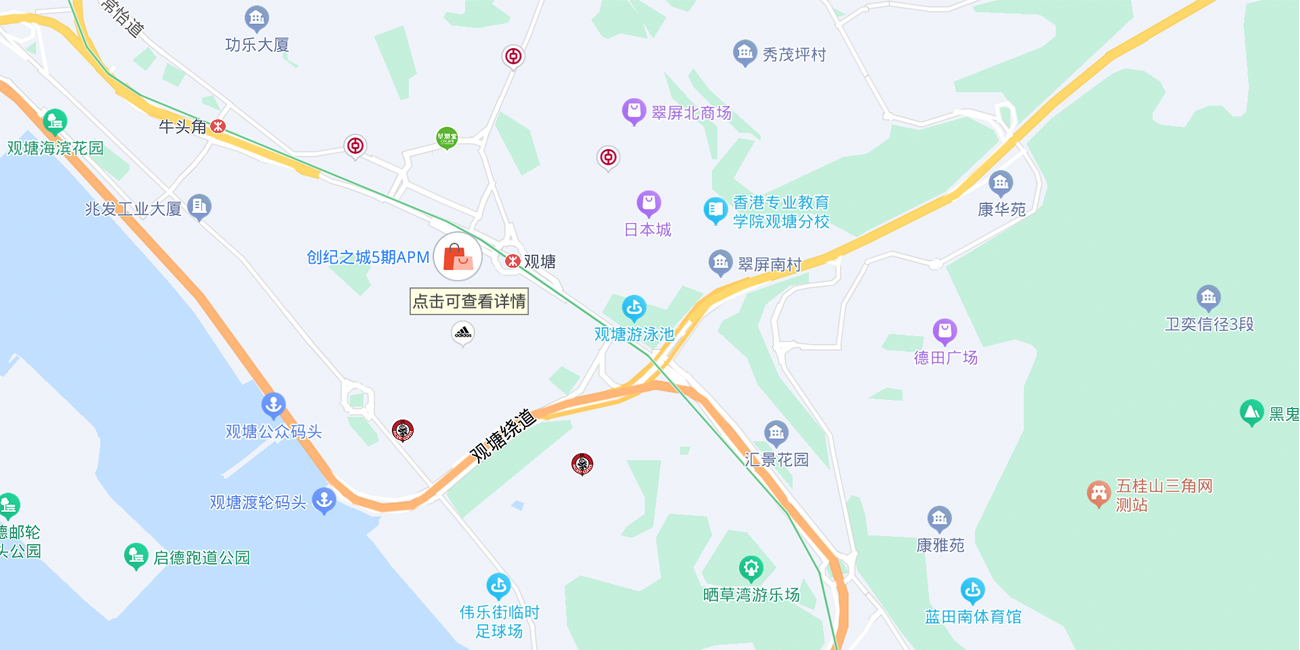 常怡道
功乐大厦
秀茂坪村
翠屏北商场
牛头角
观塘海滨花园
康华苑
兆发工业大厦
香港专业教育
学院观塘分校
日本城
创纪之城5期APM
观塘
翠屏南村
点击可查看详情
卫奕信径3段
观塘游泳池
adidas
德田广场
黑鬼
观塘绕道
观塘公众码头
汇景花园
五桂山三角网
测站
观塘渡轮码头
德邮轮
头公园
康雅苑
启德跑道公园
晒草湾游乐场
伟乐街临时
足球场
蓝田南体育馆